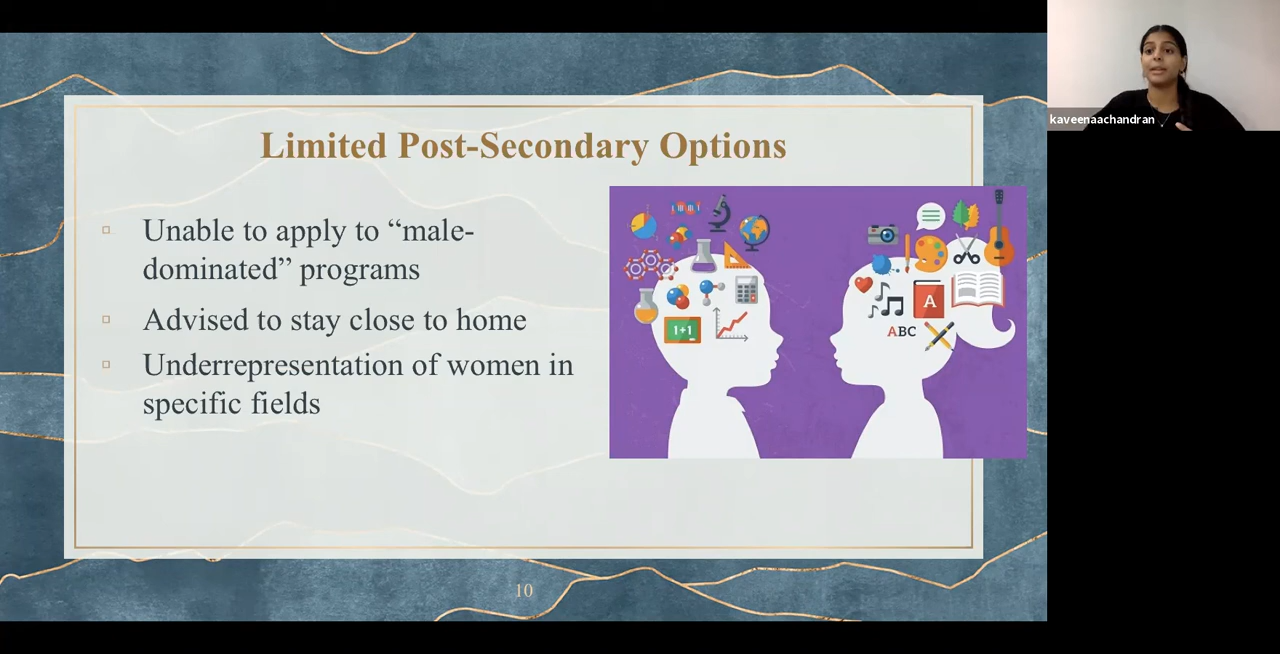 Limited Post-Secondary Options
Unable to apply to “male-
dominated” programs
Advised to stay close to home
Underrepresentation of women in
specific fields
1+1
A
ABC
10
kaveenaachandran